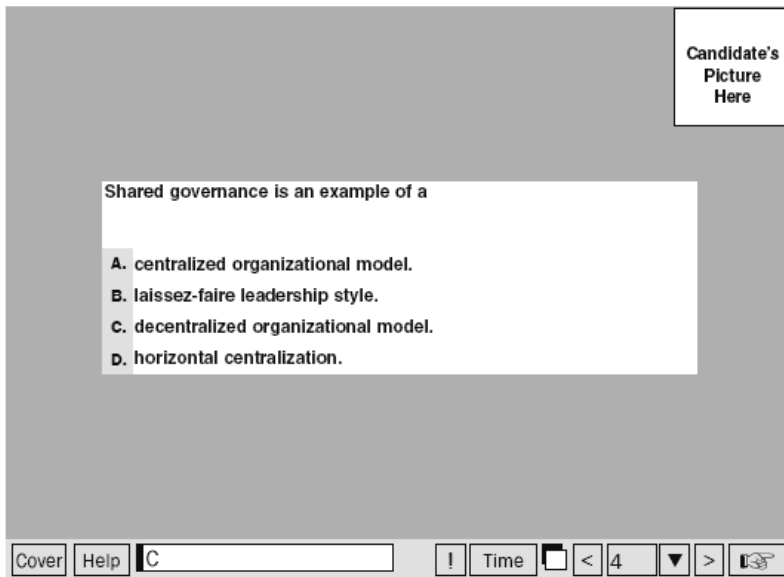 Candidate's
Picture
Here
Shared governance is an example of a
A. centralized organizational model.
B. laissez-faire leadership style.
C. decentralized organizational model.
D. horizontal centralization.
Cover Help C ! Time < 4 ▼ > ☞